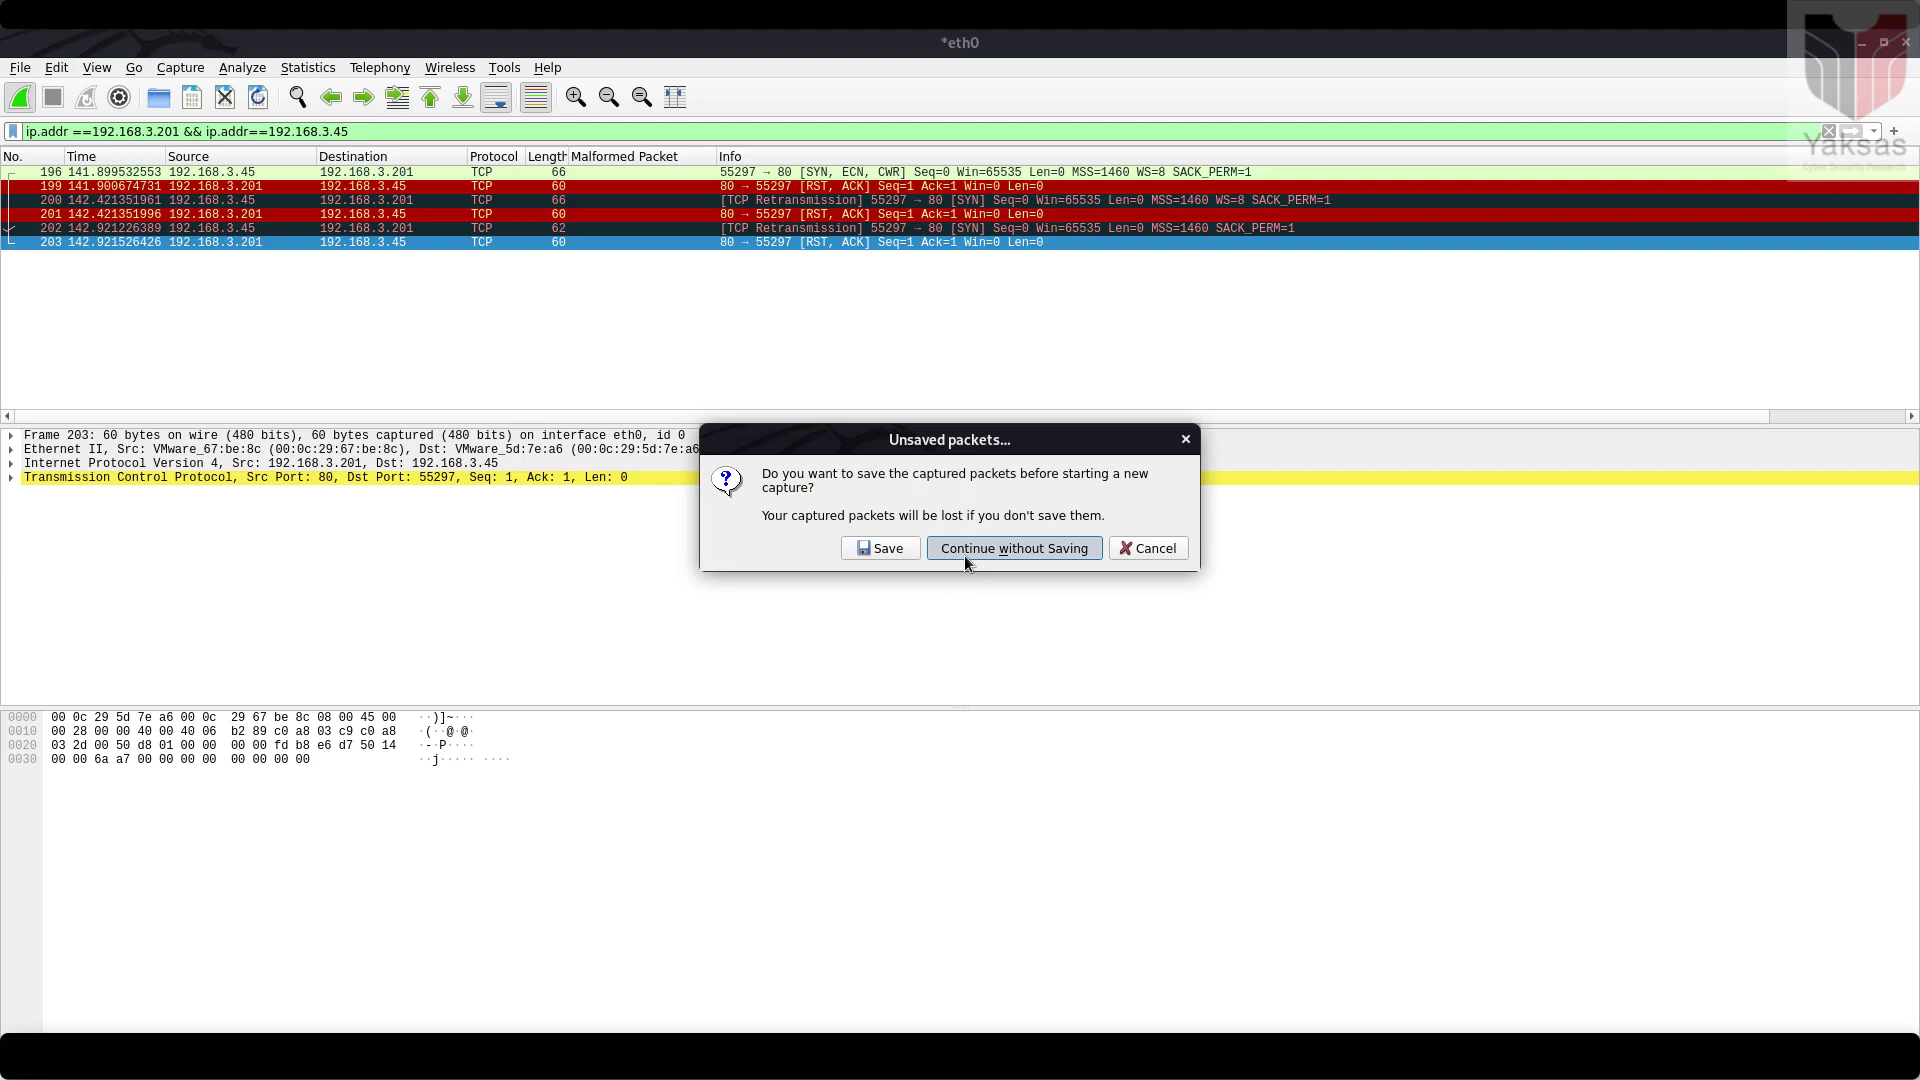 *eth0
File Edit View Go Capture Analyze Statistics Telephony Wireless Tools Help
ip.addr ==192.168.3.201 && ip.addr==192.168.3.45
Yaksas
No. Time Source Destination Protocol Length Malformed Packet Info
196 141.899532553 192.168.3.45 192.168.3.201 TCP 66 55297 → 80 [SYN, ECN, CWR] Seq=0 Win=65535 Len=0 MSS=1460 WS=8 SACK_PERM=1
199 141.900674731 192.168.3.201 192.168.3.45 TCP 60 80 → 55297 [RST, ACK] Seq=1 Ack=1 Win=0 Len=0
200 142.421351961 192.168.3.45 192.168.3.201 TCP 66 [TCP Retransmission] 55297 → 80 [SYN] Seq=0 Win=65535 Len=0 MSS=1460 WS=8 SACK_PERM=1
201 142.421351996 192.168.3.201 192.168.3.45 TCP 60 80 → 55297 [RST, ACK] Seq=1 Ack=1 Win=0 Len=0
202 142.921226389 192.168.3.45 192.168.3.201 TCP 62 [TCP Retransmission] 55297 → 80 [SYN] Seq=0 Win=65535 Len=0 MSS=1460 SACK_PERM=1
203 142.921526426 192.168.3.201 192.168.3.45 TCP 60 80 → 55297 [RST, ACK] Seq=1 Ack=1 Win=0 Len=0
Frame 203: 60 bytes on wire (480 bits), 60 bytes captured (480 bits) on interface eth0, id 0
Ethernet II, Src: VMware_67:be:8c (00:0c:29:67:be:8c), Dst: VMware_5d:7e:a6 (00:0c:29:5d:7e:a6
Internet Protocol Version 4, Src: 192.168.3.201, Dst: 192.168.3.45
Transmission Control Protocol, Src Port: 80, Dst Port: 55297, Seq: 1, Ack: 1, Len: 0
Unsaved packets...
Do you want to save the captured packets before starting a new
capture?
Your captured packets will be lost if you don't save them.
Save Continue without Saving Cancel
0000 00 0c 29 5d 7e a6 00 0c 29 67 be 8c 08 00 45 00 ··)]~···
0010 00 28 00 00 40 00 40 06 b2 89 c0 a8 03 c9 c0 a8 ·(··@·@·
0020 03 2d 00 50 d8 01 00 00 00 00 fd b8 e6 d7 50 14 ·-·P····
0030 00 00 6a a7 00 00 00 00 00 00 00 00 ··j····· ····